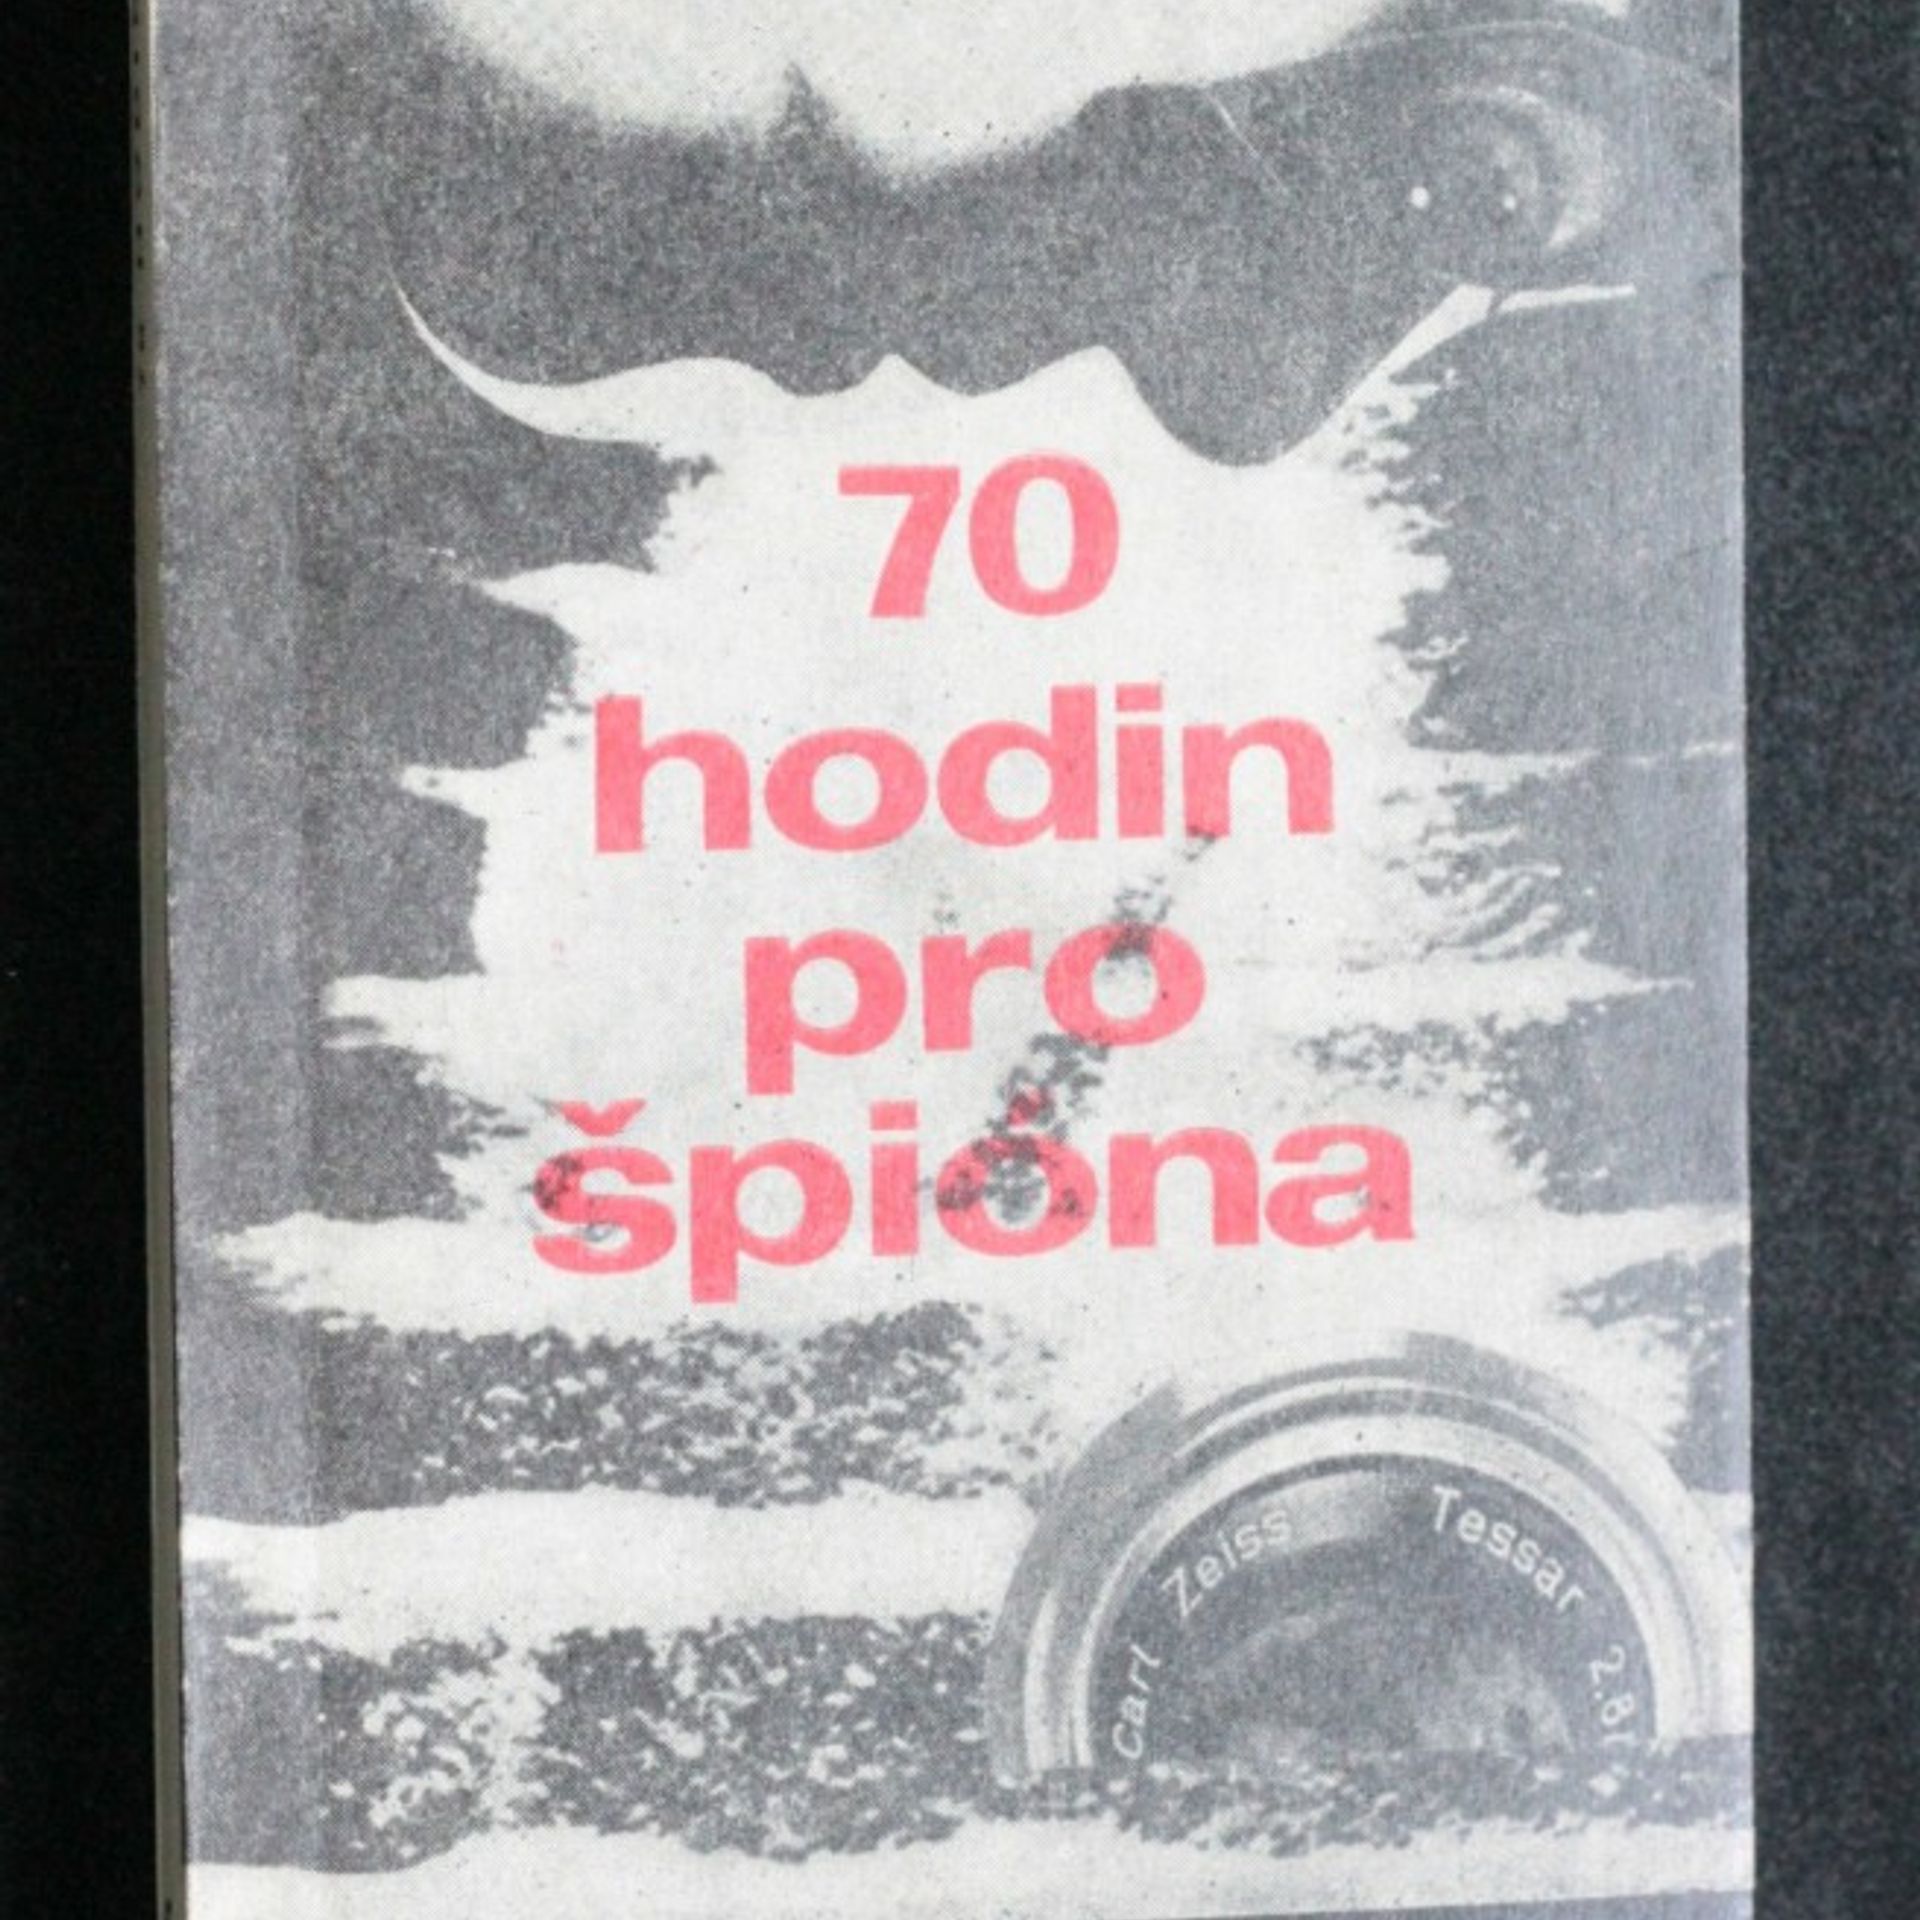 70
hodin
pro
špióna
Carl Zeiss Tessar 2.8/